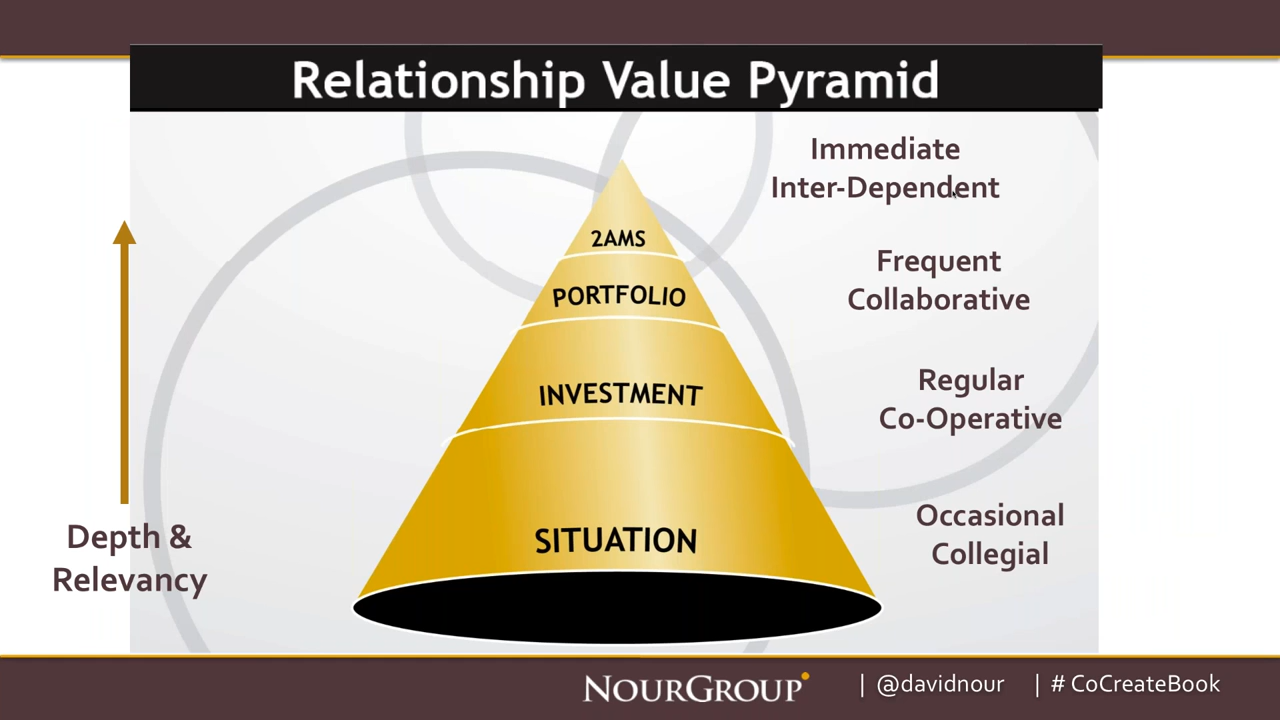 Relationship Value Pyramid
Immediate
Inter-Dependent
2AMS
Frequent
Collaborative
PORTFOLIO
Regular
Co-Operative
INVESTMENT
Occasional
Collegial
SITUATION
Depth &
Relevancy
NOURGROUP | @davidnour | # CoCreateBook